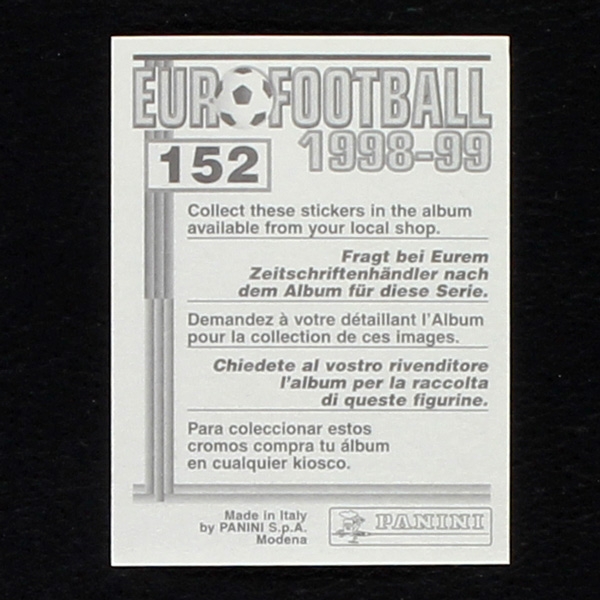 EUROFOOTBALL
1998-99
152
Collect these stickers in the album
available from your local shop.
Fragt bei Eurem
Zeitschriftenhändler nach
dem Album für diese Serie.
Demandez à votre détaillant l'Album
pour la collection de ces images.
Chiedete al vostro rivenditore
l'album per la raccolta
di queste figurine.
Para coleccionar estos
cromos compra tu álbum
en cualquier kiosco.
Made in Italy
by PANINI S.p.A.
Modena
PANINI